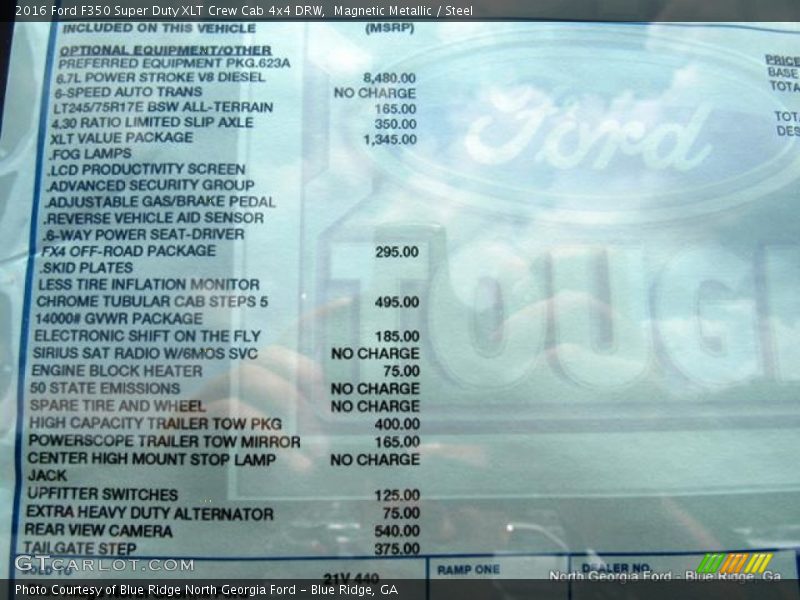 2016 Ford F350 Super Duty XLT Crew Cab 4x4 DRW,  Magnetic Metallic / Steel
INCLUDED ON THIS VEHICLE (MSRP)
OPTIONAL EQUIPMENT/OTHER
PREFERRED EQUIPMENT PKG.623A
6.7L POWER STROKE V8 DIESEL 8,480.00
6-SPEED AUTO TRANS NO CHARGE
LT245/75R17E BSW ALL-TERRAIN 165.00
4.30 RATIO LIMITED SLIP AXLE 350.00
XLT VALUE PACKAGE 1,345.00
.FOG LAMPS
.LCD PRODUCTIVITY SCREEN
.ADVANCED SECURITY GROUP
.ADJUSTABLE GAS/BRAKE PEDAL
.REVERSE VEHICLE AID SENSOR
.6-WAY POWER SEAT-DRIVER
FX4 OFF-ROAD PACKAGE 295.00
.SKID PLATES
LESS TIRE INFLATION MONITOR
CHROME TUBULAR CAB STEPS 5 495.00
14000# GVWR PACKAGE
ELECTRONIC SHIFT ON THE FLY 185.00
SIRIUS SAT RADIO W/6MOS SVC NO CHARGE
ENGINE BLOCK HEATER 75.00
50 STATE EMISSIONS NO CHARGE
SPARE TIRE AND WHEEL NO CHARGE
HIGH CAPACITY TRAILER TOW PKG 400.00
POWERSCOPE TRAILER TOW MIRROR 165.00
CENTER HIGH MOUNT STOP LAMP NO CHARGE
JACK
UPFITTER SWITCHES 125.00
EXTRA HEAVY DUTY ALTERNATOR 75.00
REAR VIEW CAMERA 540.00
TAILGATE STEP 375.00
PRICE
BASE
TOTA
TOTA
DES
Ford
TOUG
SOLD TO
21V 440
RAMP ONE
DEALER NO.
GTCARLOT.COM
North Georgia Ford - Blue Ridge, Ga
Photo Courtesy of Blue Ridge North Georgia Ford - Blue Ridge, GA